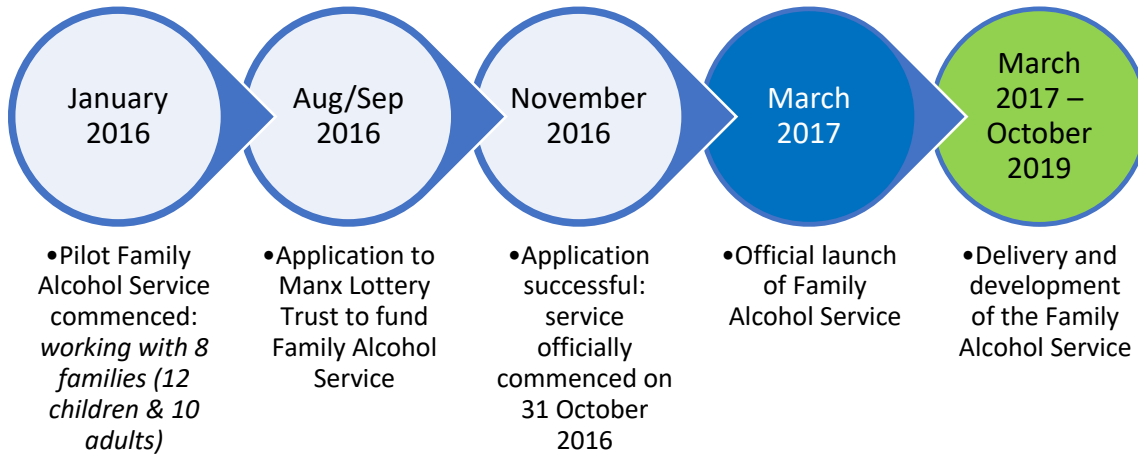 January
2016
Aug/Sep
2016
November
2016
March
2017
March
2017 –
October
2019
•Pilot Family
Alcohol Service
commenced:
working with 8
families (12
children & 10
adults)
•Application to
Manx Lottery
Trust to fund
Family Alcohol
Service
•Application
successful:
service
officially
commenced on
31 October
2016
•Official launch
of Family
Alcohol Service
•Delivery and
development
of the Family
Alcohol Service